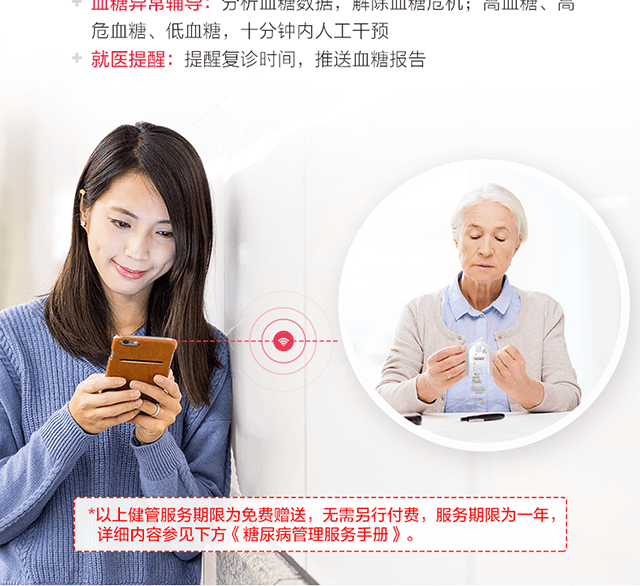 血糖异常辅导：分析血糖数据，解除血糖危机；高血糖、高
危血糖、低血糖，十分钟内人工干预
就医提醒：提醒复诊时间，推送血糖报告
*以上健管服务期限为免费赠送，无需另行付费，服务期限为一年，
详细内容参见下方《糖尿病管理服务手册》。